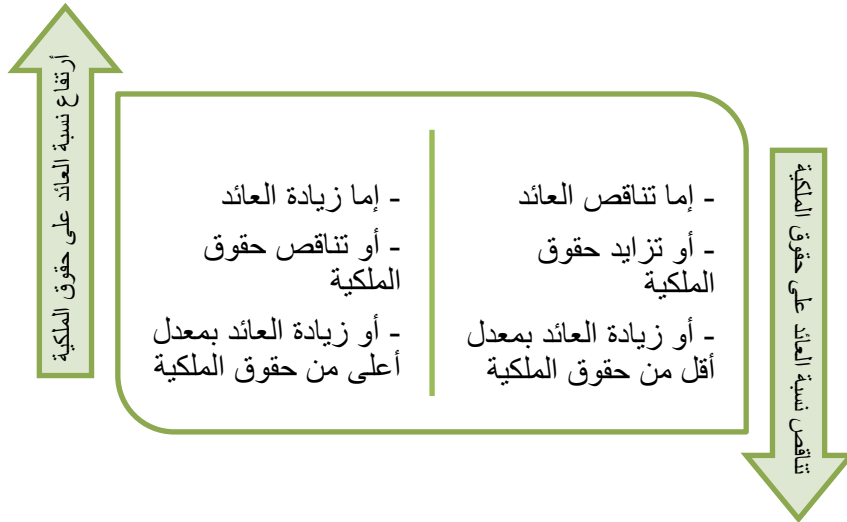 تناقص نسبة العائد على حقوق الملكية
- إما تناقص العائد
- أو تزايد حقوق
الملكية
- أو زيادة العائد بمعدل
أقل من حقوق الملكية
- إما زيادة العائد
- أو تناقص حقوق
الملكية
- أو زيادة العائد بمعدل
أعلى من حقوق الملكية
أرتفاع نسبة العائد على حقوق الملكية